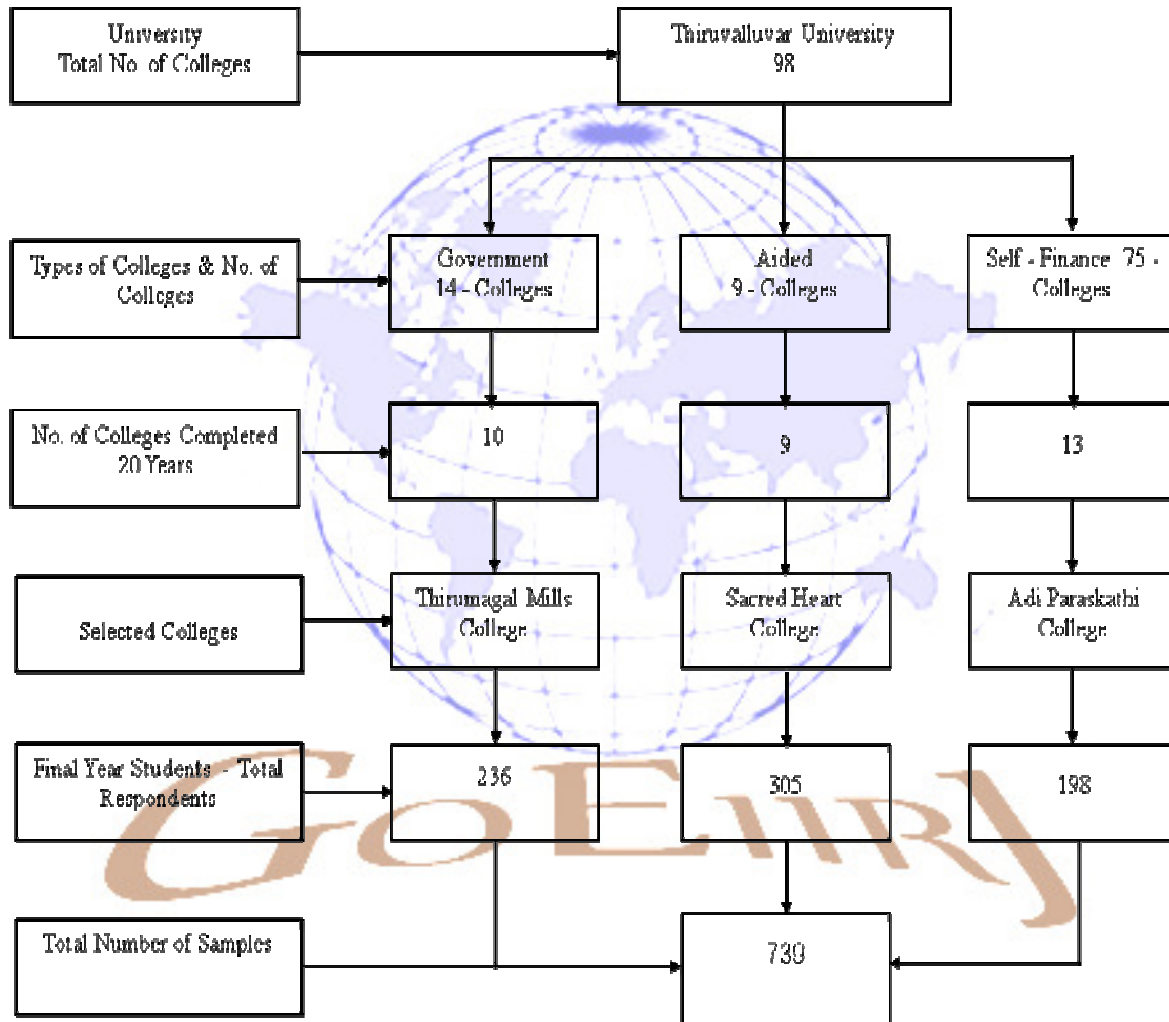 University
Total No. of Colleges
Thiruvalluvar University
98
Types of Colleges & No. of
Colleges
Government
14 - Colleges
Aided
9 - Colleges
Self - Finance 75 -
Colleges
No. of Colleges Completed
20 Years
10
9
13
Selected Colleges
Thirumagal Mills
College
Sacred Heart
College
Adi Paraskathi
College
Final Year Students - Total
Respondents
236
305
198
GoEIIRJ
Total Number of Samples
739